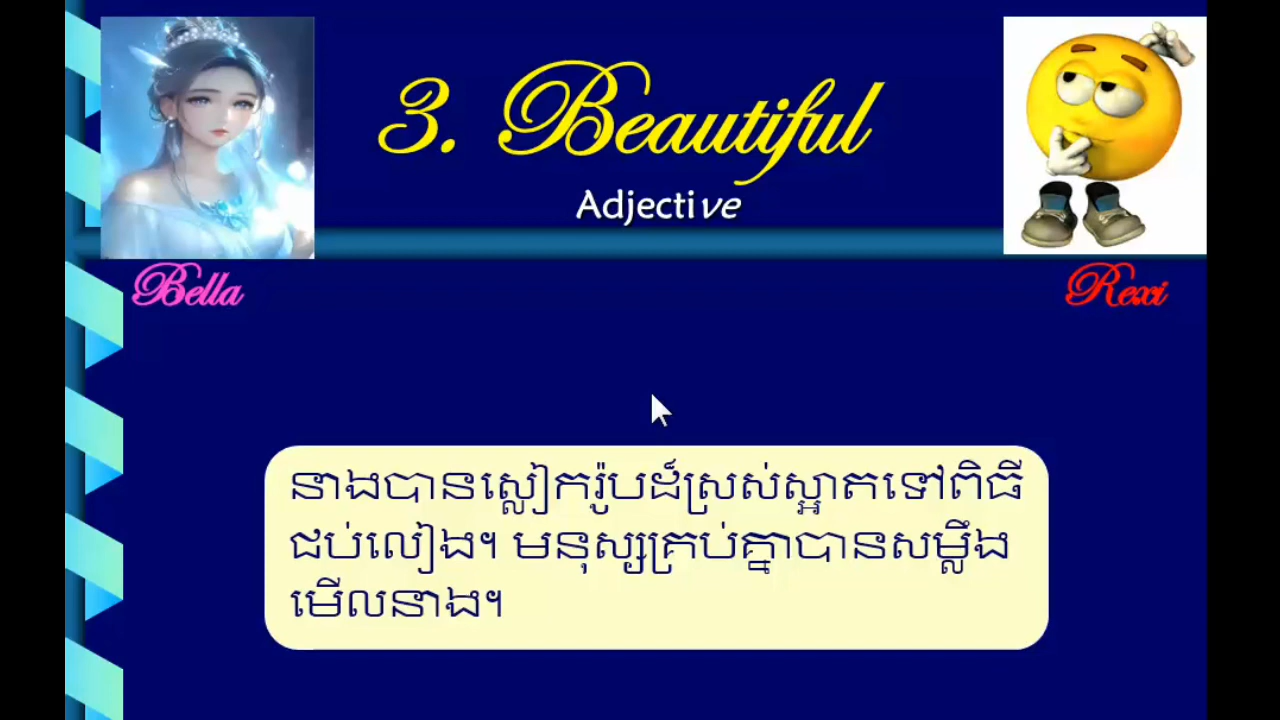 3. Beautiful
Adjective
Bella
Rexi
នាងបានស្លៀករ៉ូបដ៏ស្រស់ស្អាតទៅពិធី
ជប់លៀង។ មនុស្សគ្រប់គ្នាបានសម្លឹង
មើលនាង។